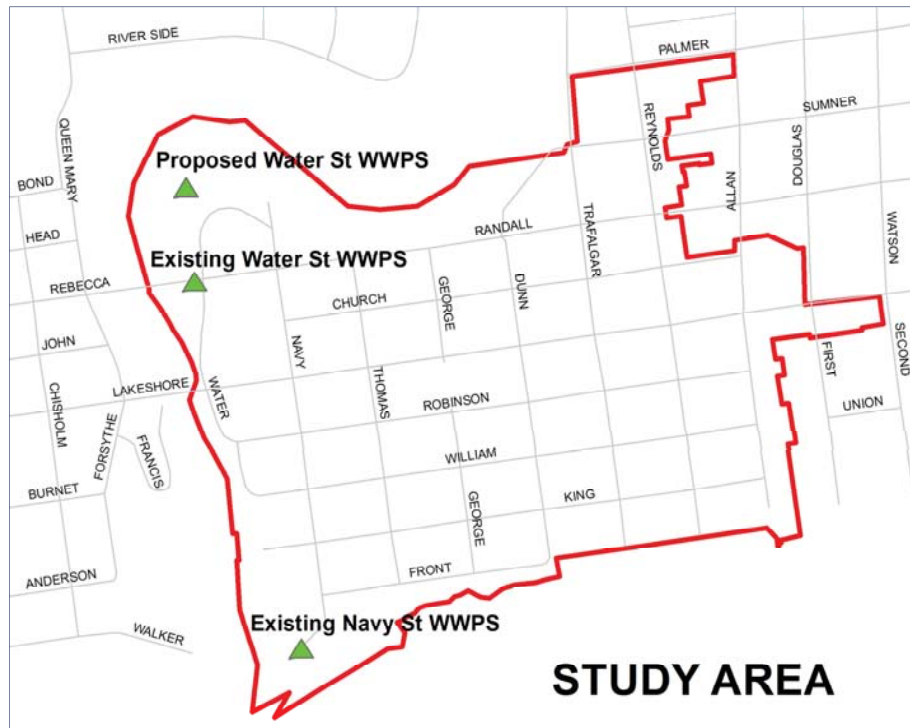 RIVER SIDE
PALMER
SUMNER
QUEEN MARY
REYNOLDS
DOUGLAS
Proposed Water St WWPS
BOND
ALLAN
HEAD
RANDALL
TRAFALGAR
WATSON
Existing Water St WWPS
REBECCA
CHURCH
GEORGE
DUNN
JOHN
NAVY
FIRST
SECOND
LAKESHORE
WATER
THOMAS
ROBINSON
UNION
CHISHOLM
FORSYTHE
FRANCIS
WILLIAM
BURNET
GEORGE
KING
ANDERSON
FRONT
Existing Navy St WWPS
WALKER
STUDY AREA